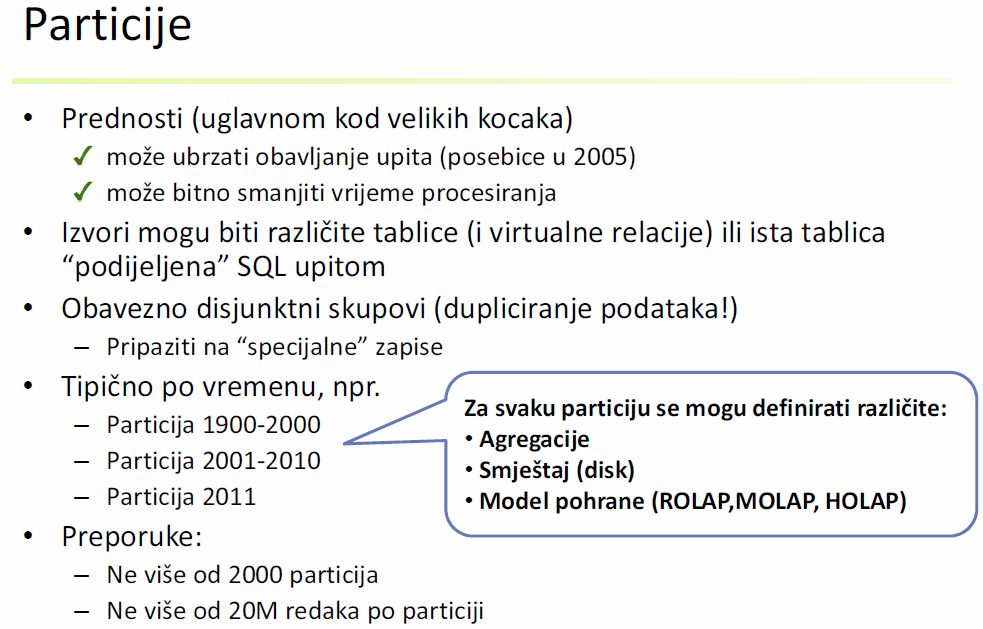 Particije
• Prednosti (uglavnom kod velikih kocaka)
✓ može ubrzati obavljanje upita (posebice u 2005)
✓ može bitno smanjiti vrijeme procesiranja
• Izvori mogu biti različite tablice (i virtualne relacije) ili ista tablica
“podijeljena” SQL upitom
• Obavezno disjunktni skupovi (dupliciranje podataka!)
– Pripaziti na “specijalne” zapise
• Tipično po vremenu, npr.
– Particija 1900-2000
– Particija 2001-2010
– Particija 2011
Za svaku particiju se mogu definirati različite:
• Agregacije
• Smještaj (disk)
• Model pohrane (ROLAP,MOLAP, HOLAP)
• Preporuke:
– Ne više od 2000 particija
– Ne više od 20M redaka po particiji